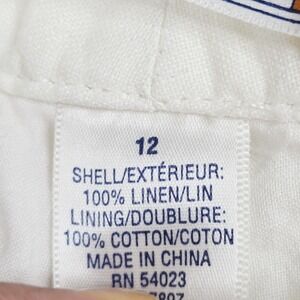 12
SHELL/EXTÉRIEUR:
100% LINEN/LIN
LINING/DOUBLURE:
100% COTTON/COTON
MADE IN CHINA
RN 54023